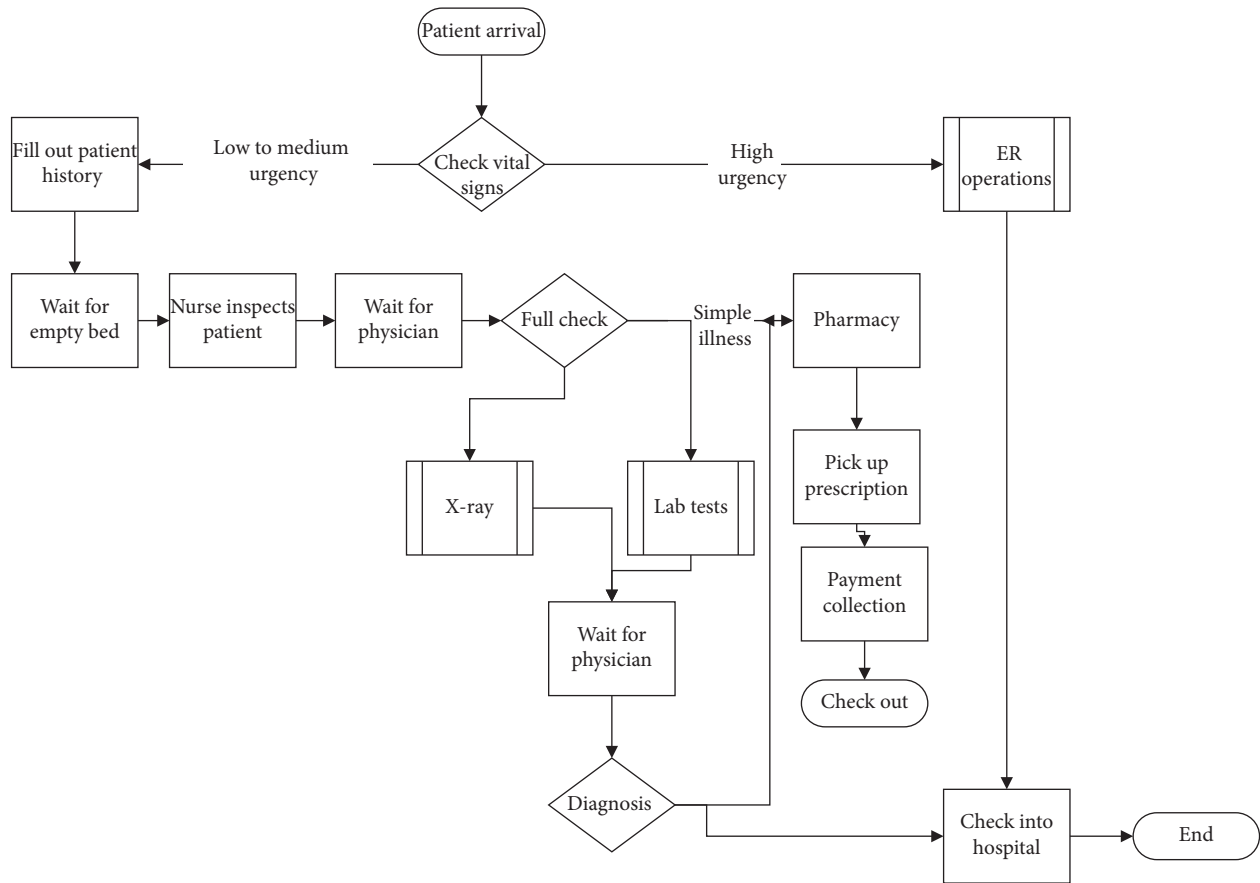 Patient arrival
Fill out patient
history
Low to medium
urgency
Check vital
signs
High
urgency
ER
operations
Wait for
empty bed
Nurse inspects
patient
Wait for
physician
Full check
Simple
illness
Pharmacy
X-ray
Lab tests
Pick up
prescription
Payment
collection
Wait for
physician
Check out
Diagnosis
Check into
hospital
End